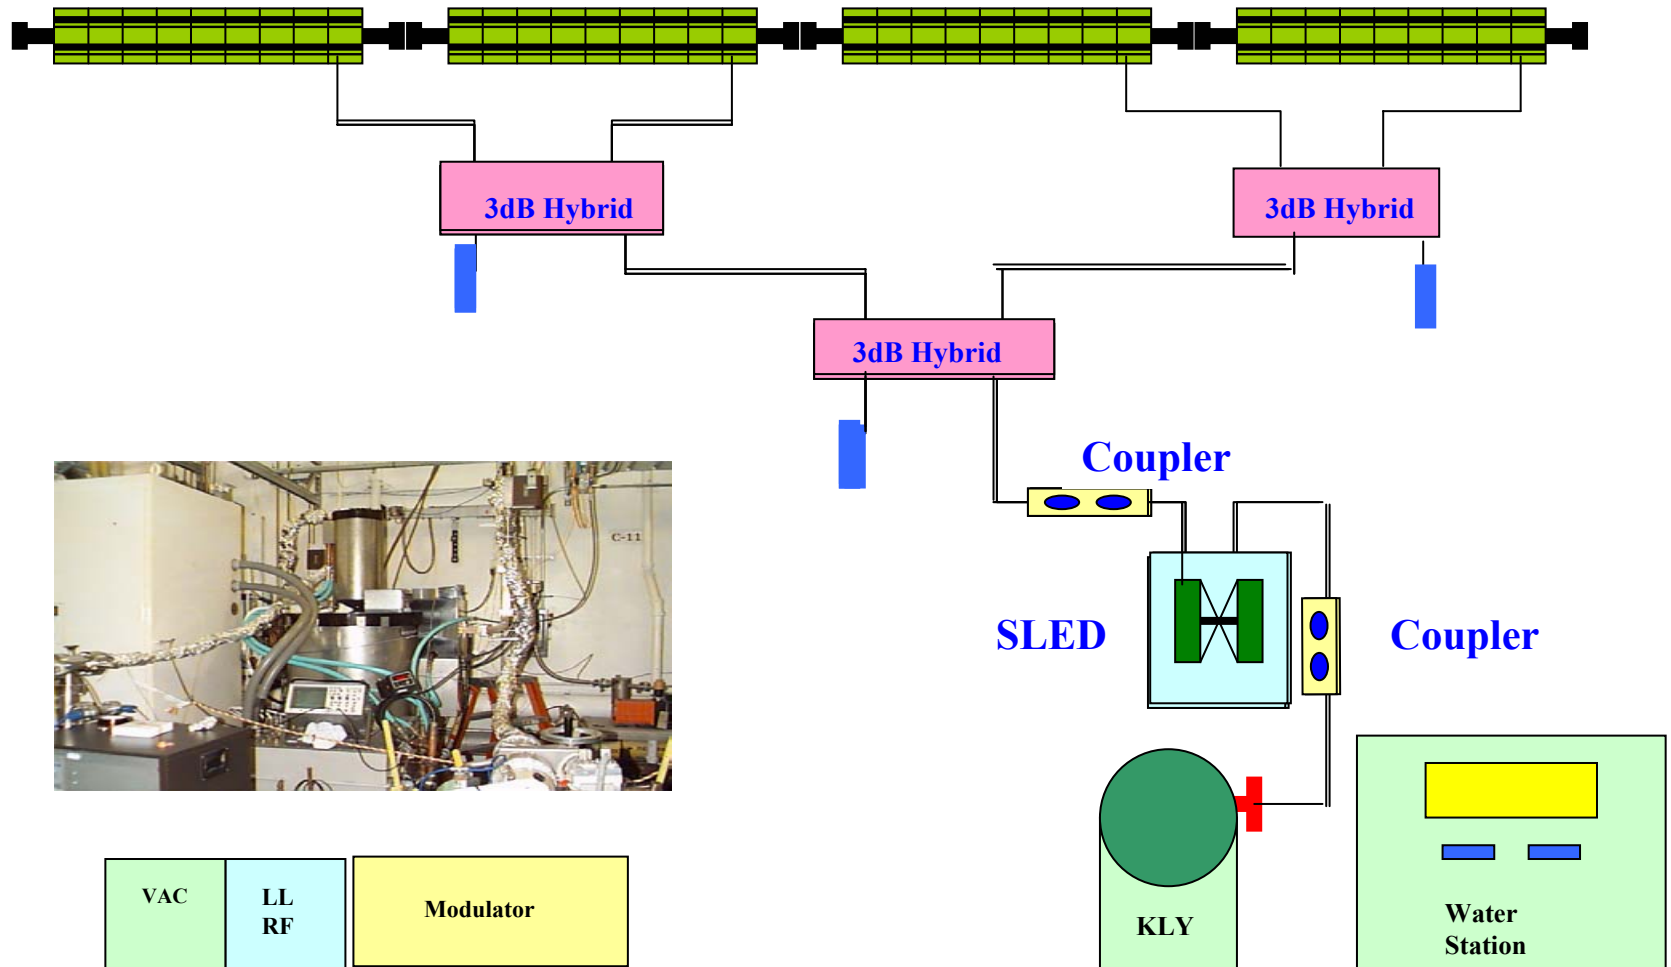 3dB Hybrid
3dB Hybrid
3dB Hybrid
Coupler
C-11
SLED
Coupler
VAC
LL
RF
Modulator
KLY
Water
Station